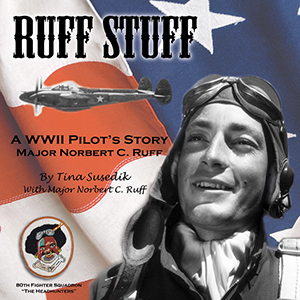 RUFF STUFF
A WWII Pilot's Story
Major Norbert C. Ruff
By Tina Susedik
With Major Norbert C. Ruff
80th Fighter Squadron
"The Headhunters"